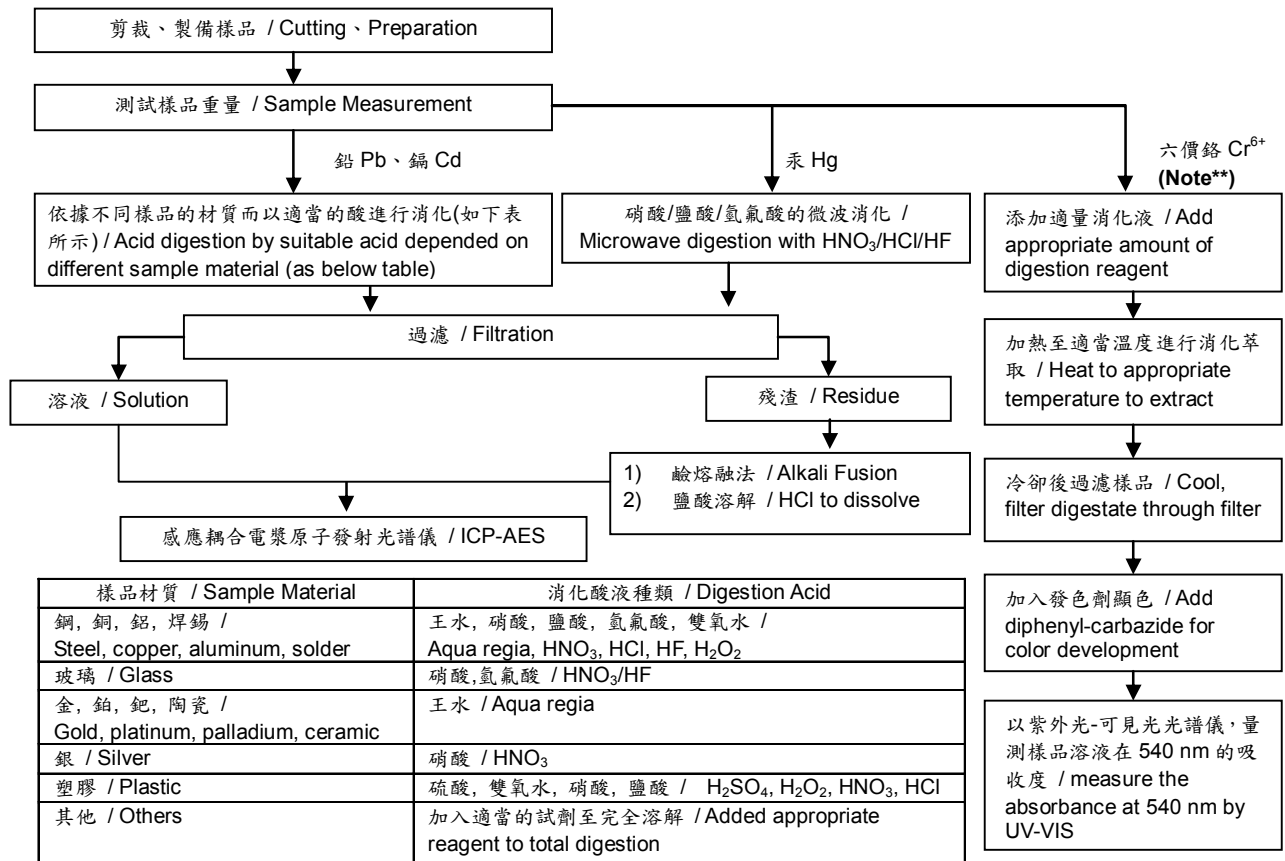 剪裁、製備樣品 / Cutting、Preparation
測試樣品重量 / Sample Measurement
鉛 Pb、鎘 Cd
汞 Hg
六價鉻 Cr⁶⁺
(Note**)
依據不同樣品的材質而以適當的酸進行消化(如下表
所示) / Acid digestion by suitable acid depended on
different sample material (as below table)
硝酸/鹽酸/氫氟酸的微波消化 /
Microwave digestion with HNO₃/HCl/HF
添加適量消化液 / Add
appropriate amount of
digestion reagent
過濾 / Filtration
加熱至適當溫度進行消化萃
取 / Heat to appropriate
temperature to extract
溶液 / Solution
殘渣 / Residue
1) 鹼熔融法 / Alkali Fusion
2) 鹽酸溶解 / HCl to dissolve
冷卻後過濾樣品 / Cool,
filter digestate through filter
感應耦合電漿原子發射光譜儀 / ICP-AES
加入發色劑顯色 / Add
diphenyl-carbazide for
color development
以紫外光-可見光光譜儀，量
測樣品溶液在 540 nm 的吸
收度 / measure the
absorbance at 540 nm by
UV-VIS
樣品材質 / Sample Material 消化酸液種類 / Digestion Acid
鋼, 銅, 鋁, 焊錫 / 王水, 硝酸, 鹽酸, 氫氟酸, 雙氧水 /
Steel, copper, aluminum, solder Aqua regia, HNO₃, HCl, HF, H₂O₂
玻璃 / Glass 硝酸,氫氟酸 / HNO₃/HF
金, 鉑, 鈀, 陶瓷 / 王水 / Aqua regia
Gold, platinum, palladium, ceramic
銀 / Silver 硝酸 / HNO₃
塑膠 / Plastic 硫酸, 雙氧水, 硝酸, 鹽酸 / H₂SO₄, H₂O₂, HNO₃, HCl
其他 / Others 加入適當的試劑至完全溶解 / Added appropriate
reagent to total digestion